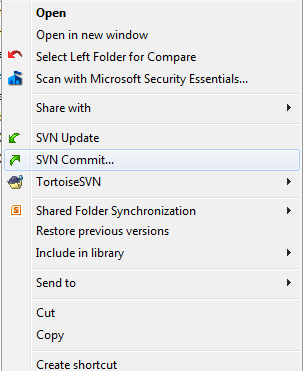 Open
Open in new window
Select Left Folder for Compare
Scan with Microsoft Security Essentials...
Share with
SVN Update
SVN Commit...
TortoiseSVN
Shared Folder Synchronization
Restore previous versions
Include in library
Send to
Cut
Copy
Create shortcut